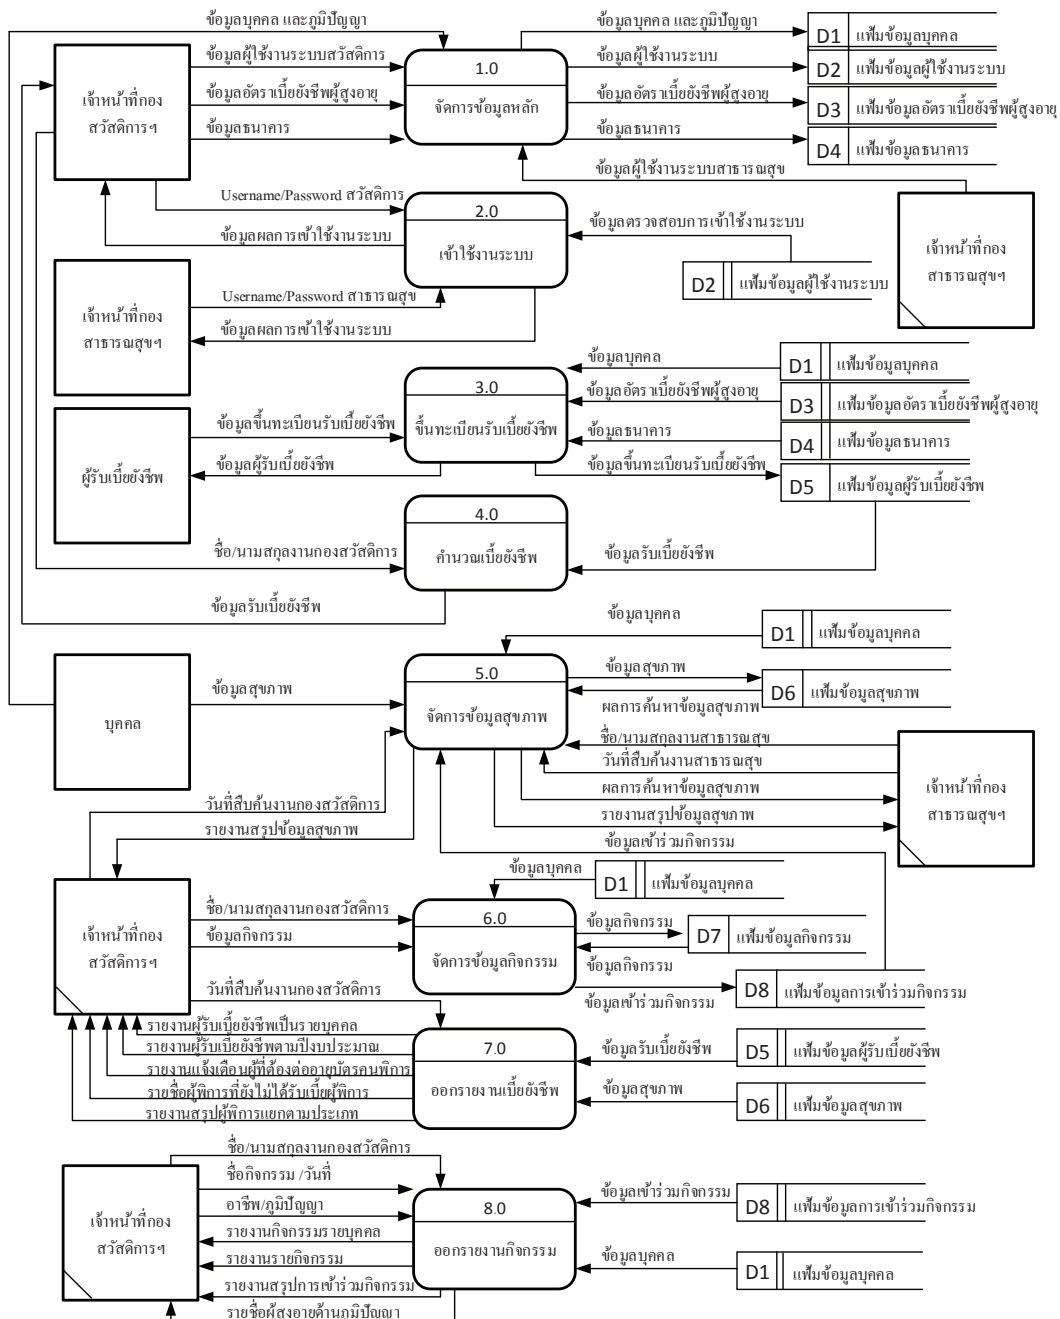 ข้อมูลบุคคล และภูมิปัญญา
ข้อมูลผู้ใช้งานระบบสวัสดิการ
ข้อมูลอัตราเบี้ยยังชีพผู้สูงอายุ
ข้อมูลธนาคาร
เจ้าหน้าที่กอง
สวัสดิการฯ
1.0
จัดการข้อมูลหลัก
ข้อมูลบุคคล และภูมิปัญญา
ข้อมูลผู้ใช้งานระบบ
ข้อมูลอัตราเบี้ยยังชีพผู้สูงอายุ
ข้อมูลธนาคาร
D1 แฟ้มข้อมูลบุคคล
D2 แฟ้มข้อมูลผู้ใช้งานระบบ
D3 แฟ้มข้อมูลอัตราเบี้ยยังชีพผู้สูงอายุ
D4 แฟ้มข้อมูลธนาคาร
ข้อมูลผู้ใช้งานระบบสาธารณสุข
Username/Password สวัสดิการ
ข้อมูลผลการเข้าใช้งานระบบ
2.0
เข้าใช้งานระบบ
ข้อมูลตรวจสอบการเข้าใช้งานระบบ
D2 แฟ้มข้อมูลผู้ใช้งานระบบ
เจ้าหน้าที่กอง
สาธารณสุขฯ
เจ้าหน้าที่กอง
สาธารณสุขฯ
Username/Password สาธารณสุข
ข้อมูลผลการเข้าใช้งานระบบ
ผู้รับเบี้ยยังชีพ
ข้อมูลขึ้นทะเบียนรับเบี้ยยังชีพ
ข้อมูลผู้รับเบี้ยยังชีพ
3.0
ขึ้นทะเบียนรับเบี้ยยังชีพ
ข้อมูลบุคคล
ข้อมูลอัตราเบี้ยยังชีพผู้สูงอายุ
ข้อมูลธนาคาร
ข้อมูลขึ้นทะเบียนรับเบี้ยยังชีพ
D1 แฟ้มข้อมูลบุคคล
D3 แฟ้มข้อมูลอัตราเบี้ยยังชีพผู้สูงอายุ
D4 แฟ้มข้อมูลธนาคาร
D5 แฟ้มข้อมูลผู้รับเบี้ยยังชีพ
ชื่อ/นามสกุลงานกองสวัสดิการ
4.0
คำนวณเบี้ยยังชีพ
ข้อมูลรับเบี้ยยังชีพ
ข้อมูลรับเบี้ยยังชีพ
บุคคล
ข้อมูลสุขภาพ
5.0
จัดการข้อมูลสุขภาพ
ข้อมูลบุคคล
D1 แฟ้มข้อมูลบุคคล
ข้อมูลสุขภาพ
D6 แฟ้มข้อมูลสุขภาพ
ผลการค้นหาข้อมูลสุขภาพ
ชื่อ/นามสกุลงานสาธารณสุข
วันที่สืบค้นงานสาธารณสุข
ผลการค้นหาข้อมูลสุขภาพ
รายงานสรุปข้อมูลสุขภาพ
ข้อมูลเข้าร่วมกิจกรรม
เจ้าหน้าที่กอง
สาธารณสุขฯ
วันที่สืบค้นงานกองสวัสดิการ
รายงานสรุปข้อมูลสุขภาพ
เจ้าหน้าที่กอง
สวัสดิการฯ
ชื่อ/นามสกุลงานกองสวัสดิการ
ข้อมูลกิจกรรม
6.0
จัดการข้อมูลกิจกรรม
ข้อมูลบุคคล
D1 แฟ้มข้อมูลบุคคล
ข้อมูลกิจกรรม
D7 แฟ้มข้อมูลกิจกรรม
ข้อมูลกิจกรรม
ข้อมูลเข้าร่วมกิจกรรม
D8 แฟ้มข้อมูลการเข้าร่วมกิจกรรม
วันที่สืบค้นงานกองสวัสดิการ
รายงานผู้รับเบี้ยยังชีพเป็นรายบุคคล
รายงานผู้รับเบี้ยยังชีพตามปีงบประมาณ
รายงานแจ้งเตือนผู้ที่ต้องต่ออายุบัตรคนพิการ
รายชื่อผู้พิการที่ยังไม่ได้รับเบี้ยผู้พิการ
รายงานสรุปผู้พิการแยกตามประเภท
7.0
ออกรายงานเบี้ยยังชีพ
ข้อมูลรับเบี้ยยังชีพ
ข้อมูลสุขภาพ
D5 แฟ้มข้อมูลผู้รับเบี้ยยังชีพ
D6 แฟ้มข้อมูลสุขภาพ
เจ้าหน้าที่กอง
สวัสดิการฯ
ชื่อ/นามสกุลงานกองสวัสดิการ
ชื่อกิจกรรม /วันที่
อาชีพ/ภูมิปัญญา
รายงานกิจกรรมรายบุคคล
รายงานรายกิจกรรม
รายงานสรุปการเข้าร่วมกิจกรรม
รายชื่อผู้สูงอายุด้านภูมิปัญญา
8.0
ออกรายงานกิจกรรม
ข้อมูลเข้าร่วมกิจกรรม
ข้อมูลบุคคล
D8 แฟ้มข้อมูลการเข้าร่วมกิจกรรม
D1 แฟ้มข้อมูลบุคคล